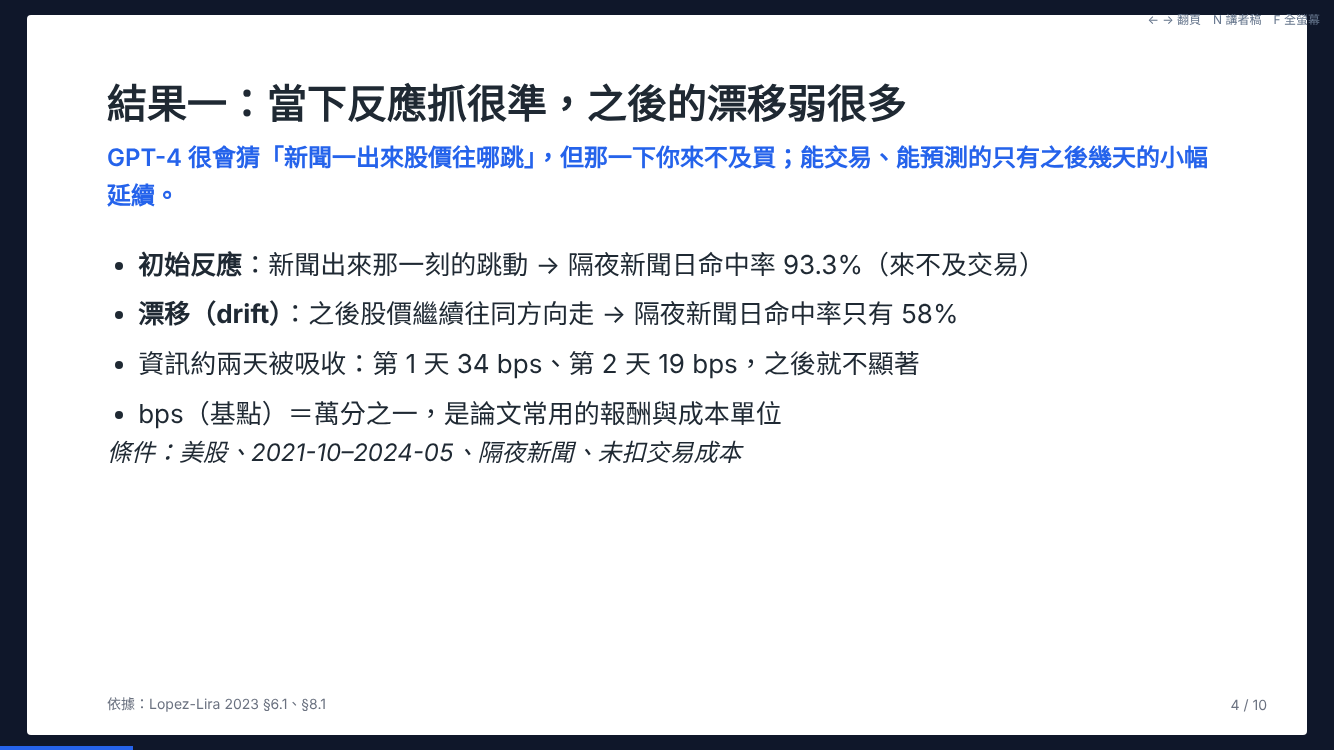 ← → 翻頁 N 講者稿 F 全螢幕
結果一：當下反應抓很準，之後的漂移弱很多
GPT-4 很會猜「新聞一出來股價往哪跳」，但那一下你來不及買；能交易、能預測的只有之後幾天的小幅
延續。
• 初始反應：新聞出來那一刻的跳動 → 隔夜新聞日命中率 93.3%（來不及交易）
• 漂移（drift）：之後股價繼續往同方向走 → 隔夜新聞日命中率只有 58%
• 資訊約兩天被吸收：第 1 天 34 bps、第 2 天 19 bps，之後就不顯著
• bps（基點）＝萬分之一，是論文常用的報酬與成本單位
條件：美股、2021-10–2024-05、隔夜新聞、未扣交易成本
依據：Lopez-Lira 2023 §6.1、§8.1
4 / 10